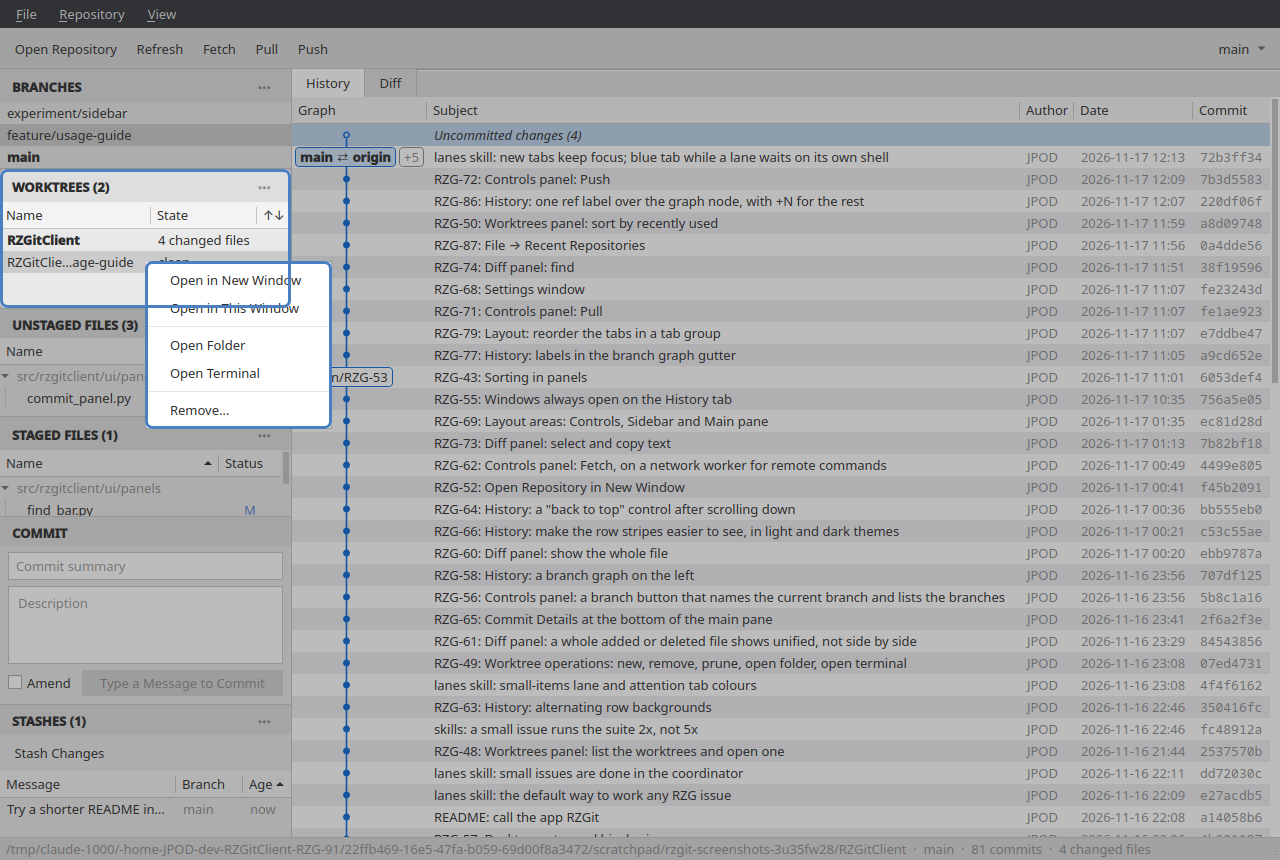 File Repository View
Open Repository Refresh Fetch Pull Push main
BRANCHES ...
experiment/sidebar
feature/usage-guide
main
WORKTREES (2) ...
Name State ↑↓
RZGitClient 4 changed files
RZGitClie...age-guide clean
Open in New Window
Open in This Window
Open Folder
Open Terminal
Remove...
UNSTAGED FILES (3)
Name
src/rzgitclient/ui/pan
commit_panel.py
STAGED FILES (1) ...
Name Status
src/rzgitclient/ui/panels
find_bar.py M
COMMIT
Commit summary
Description
Amend Type a Message to Commit
STASHES (1) ...
Stash Changes
Message Branch Age
Try a shorter README in... main now
History Diff
Graph Subject Author Date Commit
Uncommitted changes (4)
main ⇄ origin +5 lanes skill: new tabs keep focus; blue tab while a lane waits on its own shell JPOD 2026-11-17 12:13 72b3ff34
RZG-72: Controls panel: Push JPOD 2026-11-17 12:09 7b3d5583
RZG-86: History: one ref label over the graph node, with +N for the rest JPOD 2026-11-17 12:07 220df06f
RZG-50: Worktrees panel: sort by recently used JPOD 2026-11-17 11:59 a8d09748
RZG-87: File → Recent Repositories JPOD 2026-11-17 11:56 0a4dde56
RZG-74: Diff panel: find JPOD 2026-11-17 11:51 38f19596
RZG-68: Settings window JPOD 2026-11-17 11:07 fe23243d
RZG-71: Controls panel: Pull JPOD 2026-11-17 11:07 fe1ae923
RZG-79: Layout: reorder the tabs in a tab group JPOD 2026-11-17 11:07 e7ddbe47
RZG-77: History: labels in the branch graph gutter JPOD 2026-11-17 11:05 a9cd652e
n/RZG-53 RZG-43: Sorting in panels JPOD 2026-11-17 11:01 6053def4
RZG-55: Windows always open on the History tab JPOD 2026-11-17 10:35 756a5e05
RZG-69: Layout areas: Controls, Sidebar and Main pane JPOD 2026-11-17 01:35 ec81d28d
RZG-73: Diff panel: select and copy text JPOD 2026-11-17 01:13 7b82bf18
RZG-62: Controls panel: Fetch, on a network worker for remote commands JPOD 2026-11-17 00:49 4499e805
RZG-52: Open Repository in New Window JPOD 2026-11-17 00:41 f45b2091
RZG-64: History: a "back to top" control after scrolling down JPOD 2026-11-17 00:36 bb555eb0
RZG-66: History: make the row stripes easier to see, in light and dark themes JPOD 2026-11-17 00:21 c53c55ae
RZG-60: Diff panel: show the whole file JPOD 2026-11-17 00:20 ebb9787a
RZG-58: History: a branch graph on the left JPOD 2026-11-16 23:56 707df125
RZG-56: Controls panel: a branch button that names the current branch and lists the branches JPOD 2026-11-16 23:56 5b8c1a16
RZG-65: Commit Details at the bottom of the main pane JPOD 2026-11-16 23:41 2f6a2f3e
RZG-61: Diff panel: a whole added or deleted file shows unified, not side by side JPOD 2026-11-16 23:29 84543856
RZG-49: Worktree operations: new, remove, prune, open folder, open terminal JPOD 2026-11-16 23:08 07ed4731
lanes skill: small-items lane and attention tab colours JPOD 2026-11-16 23:08 4f4f6162
RZG-63: History: alternating row backgrounds JPOD 2026-11-16 22:46 350416fc
skills: a small issue runs the suite 2x, not 5x JPOD 2026-11-16 22:46 fc48912a
RZG-48: Worktrees panel: list the worktrees and open one JPOD 2026-11-16 21:44 2537570b
lanes skill: small issues are done in the coordinator JPOD 2026-11-16 22:11 dd72030c
lanes skill: the default way to work any RZG issue JPOD 2026-11-16 22:09 e27acdb5
README: call the app RZGit JPOD 2026-11-16 22:08 a14058b6
/tmp/claude-1000/-home-JPOD-dev-RZGitClient-RZG-91/22ffb469-16e5-47fa-b059-69d00f8a3472/scratchpad/rzgit-screenshots-3u35fw28/RZGitClient · main · 81 commits · 4 changed files